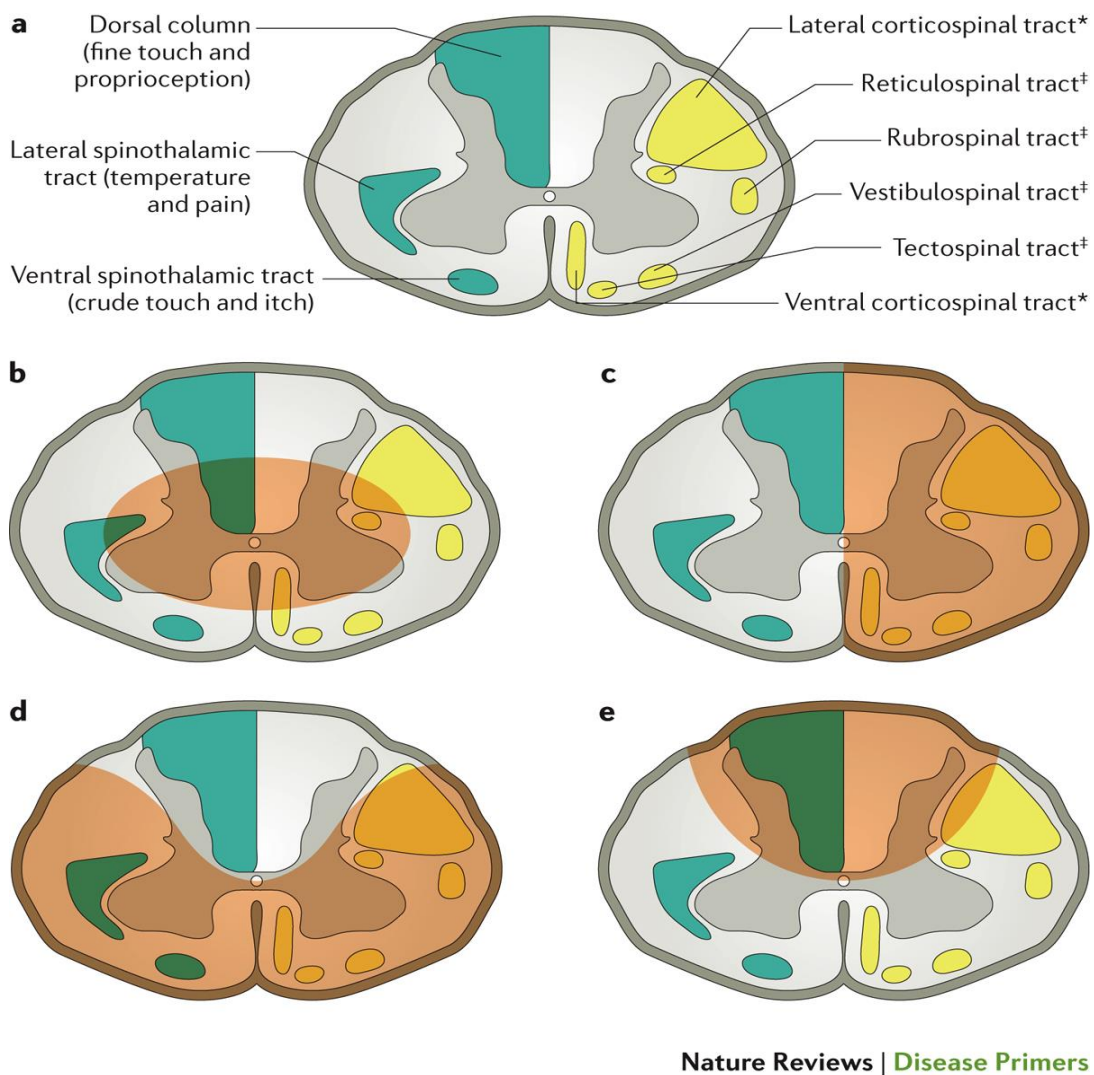 a
Dorsal column
(fine touch and
proprioception)
Lateral spinothalamic
tract (temperature
and pain)
Ventral spinothalamic tract
(crude touch and itch)
Lateral corticospinal tract*
Reticulospinal tract‡
Rubrospinal tract‡
Vestibulospinal tract‡
Tectospinal tract‡
Ventral corticospinal tract*
b
c
d
e
Nature Reviews | Disease Primers